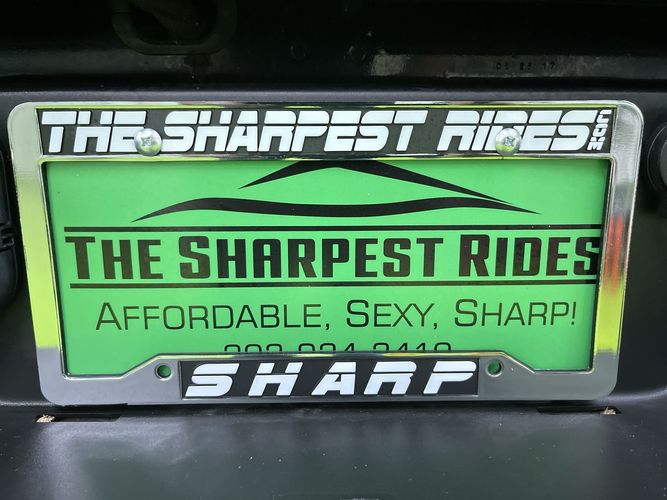 THE SHARPEST RIDES.COM
THE SHARPEST RIDES
AFFORDABLE, SEXY, SHARP!
SHARP